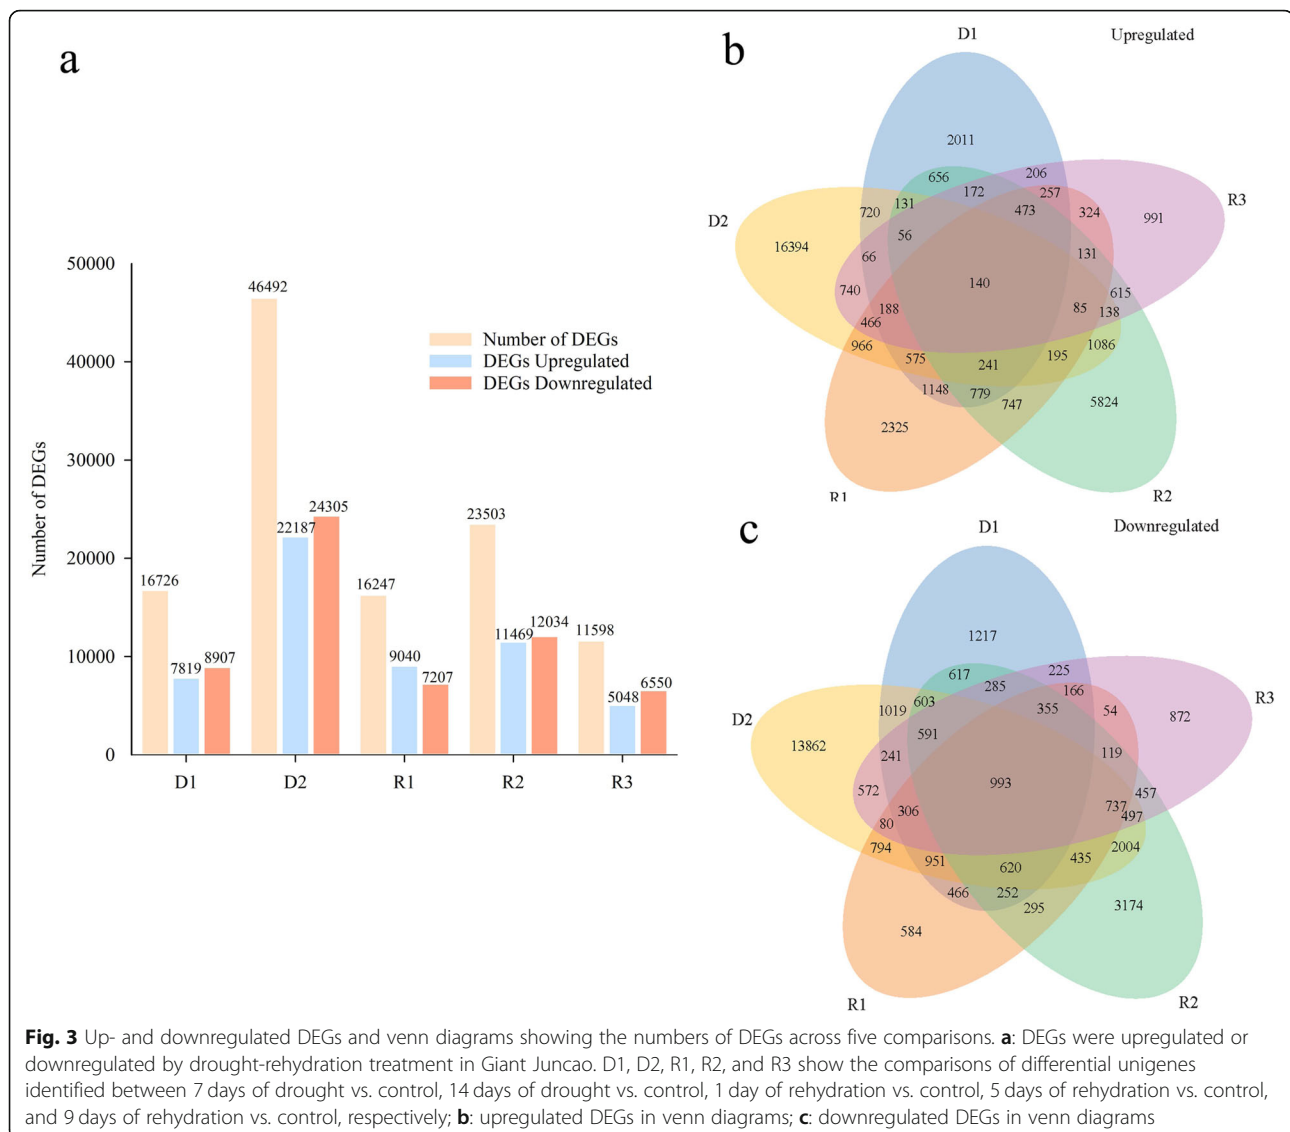 a
Number of DEGs
50000
40000
30000
20000
10000
0
46492
22187
24305
16726
7819
8907
16247
9040
7207
23503
11469
12034
11598
5048
6550
Number of DEGs
DEGs Upregulated
DEGs Downregulated
D1 D2 R1 R2 R3
b
D1 Upregulated
2011
656 172 206 257
R3
D2
720 131 473 324 991
16394 56
66 131
740 140 615
188 85 138
466
966 575 241 195 1086
1148 779 747 5824
2325
R1 R2
c
D1 Downregulated
1217
617 285 225 166
R3
D2
1019 603 355 54 872
13862 591
241 119
572 993 457
306 737
80 497
794 951 620 435 2004
466 252 295 3174
584
R1 R2
Fig. 3 Up- and downregulated DEGs and venn diagrams showing the numbers of DEGs across five comparisons. a: DEGs were upregulated or
downregulated by drought-rehydration treatment in Giant Juncao. D1, D2, R1, R2, and R3 show the comparisons of differential unigenes
identified between 7 days of drought vs. control, 14 days of drought vs. control, 1 day of rehydration vs. control, 5 days of rehydration vs. control,
and 9 days of rehydration vs. control, respectively; b: upregulated DEGs in venn diagrams; c: downregulated DEGs in venn diagrams